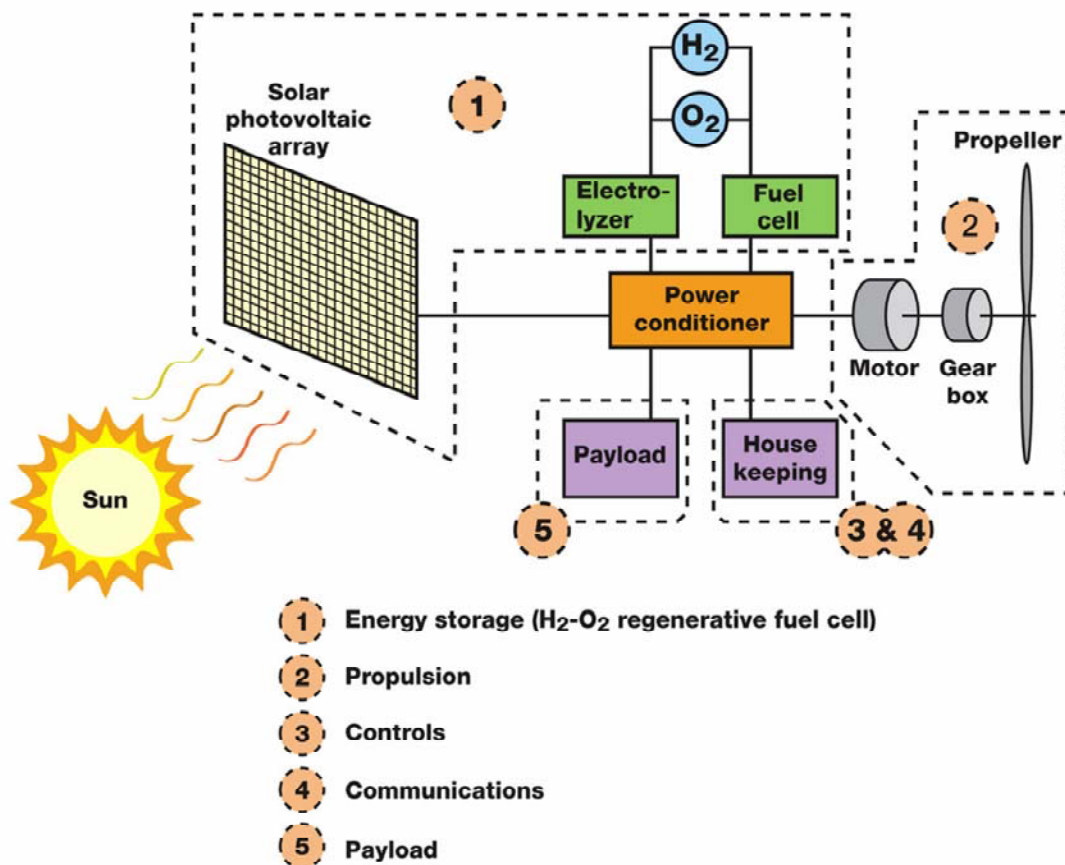 H2
O2
Solar
photovoltaic
array
1
Propeller
2
Electro-
lyzer
Fuel
cell
Power
conditioner
Motor
Gear
box
Payload
House
keeping
Sun
5
3 & 4
1 Energy storage (H2-O2 regenerative fuel cell)
2 Propulsion
3 Controls
4 Communications
5 Payload